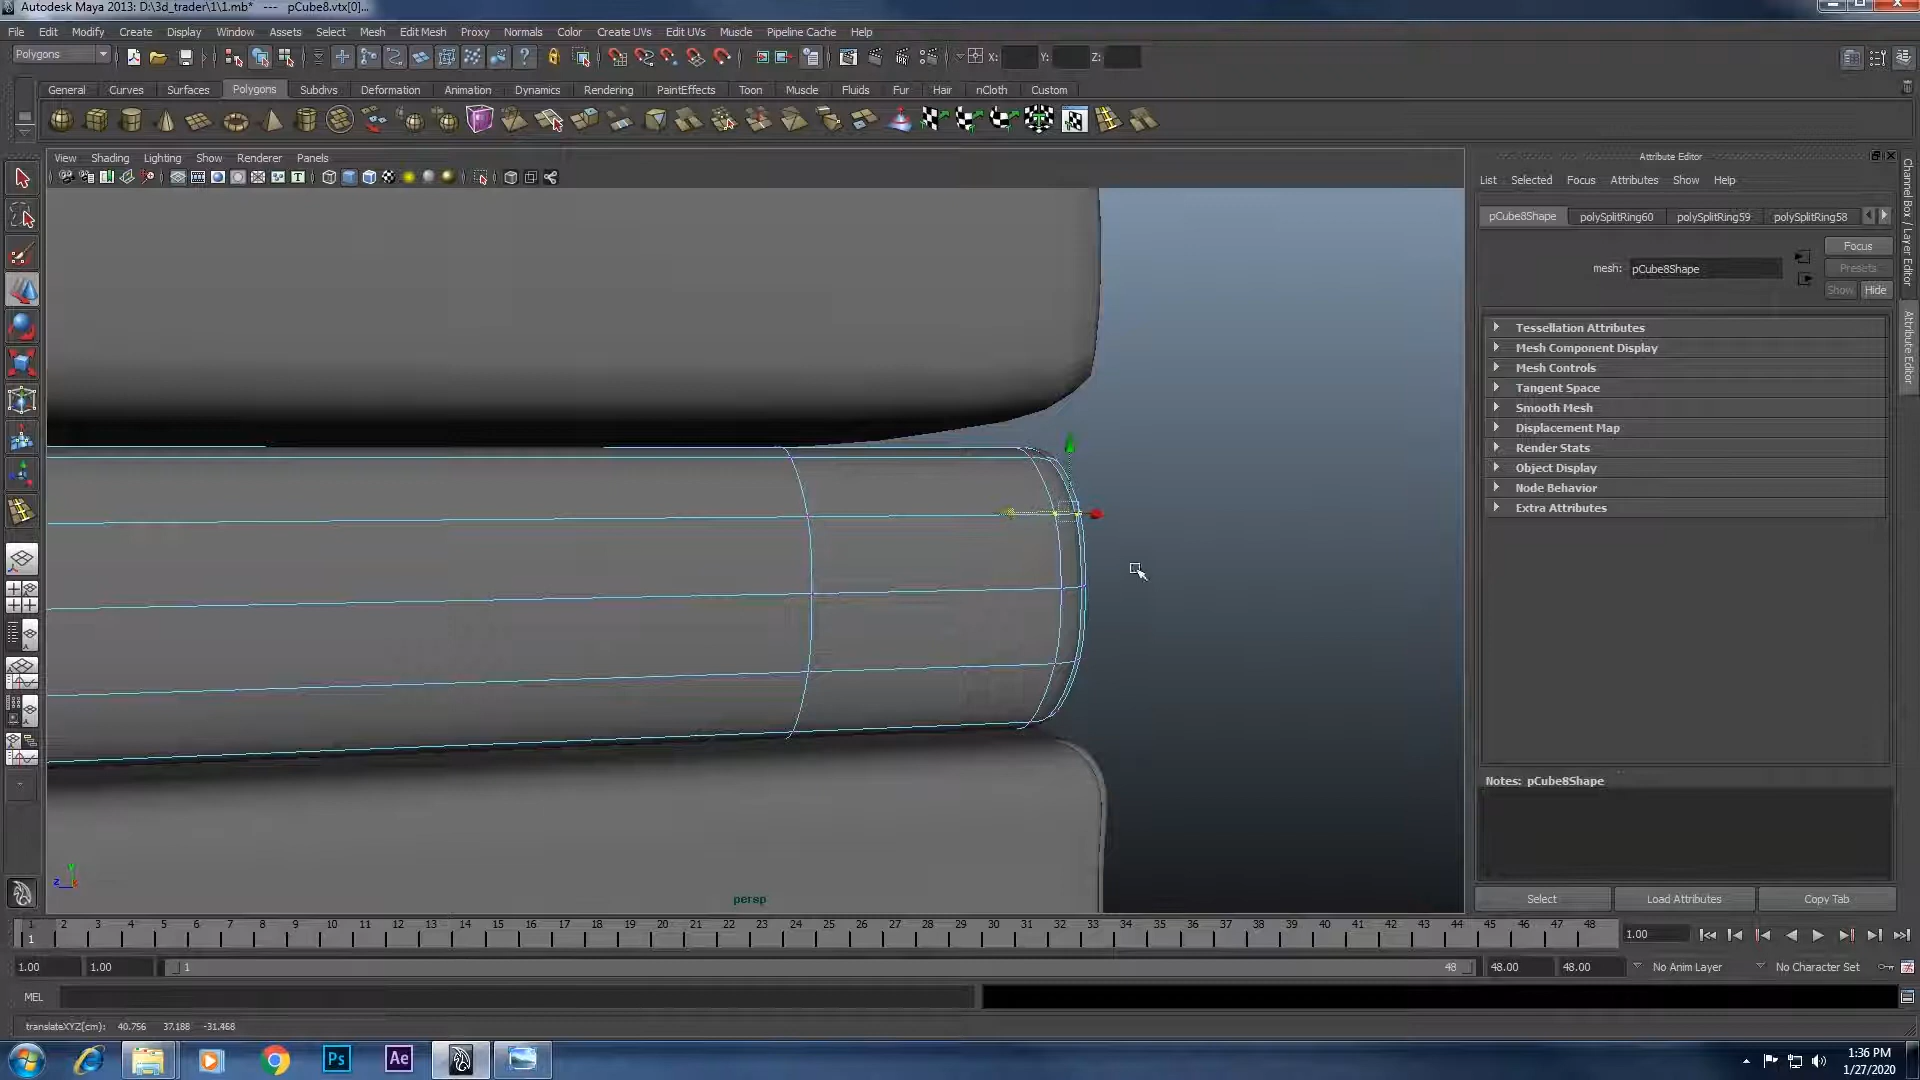 Autodesk Maya 2013: D:\3d_trader\1\1.mb*   ---   pCube8.vtx[0]...
File Edit Modify Create Display Window Assets Select Mesh Edit Mesh Proxy Normals Color Create UVs Edit UVs Muscle Pipeline Cache Help
Polygons X: Y: Z:
General Curves Surfaces Polygons Subdivs Deformation Animation Dynamics Rendering PaintEffects Toon Muscle Fluids Fur Hair nCloth Custom
View Shading Lighting Show Renderer Panels
Attribute Editor
List Selected Focus Attributes Show Help
pCube8Shape polySplitRing60 polySplitRing59 polySplitRing58
Focus
mesh: pCube8Shape
Presets
Show Hide
Tessellation Attributes
Mesh Component Display
Mesh Controls
Tangent Space
Smooth Mesh
Displacement Map
Render Stats
Object Display
Node Behavior
Extra Attributes
Notes: pCube8Shape
Select Load Attributes Copy Tab
Channel Box / Layer Editor
Attribute Editor
y
z
persp
1 2 3 4 5 6 7 8 9 10 11 12 13 14 15 16 17 18 19 20 21 22 23 24 25 26 27 28 29 30 31 32 33 34 35 36 37 38 39 40 41 42 43 44 45 46 47 48
1
1.00
1.00 1.00 1 48 48.00 48.00 No Anim Layer No Character Set
MEL
translateXYZ(cm): 40.756 37.188 -31.468
Ps Ae
1:36 PM
1/27/2020